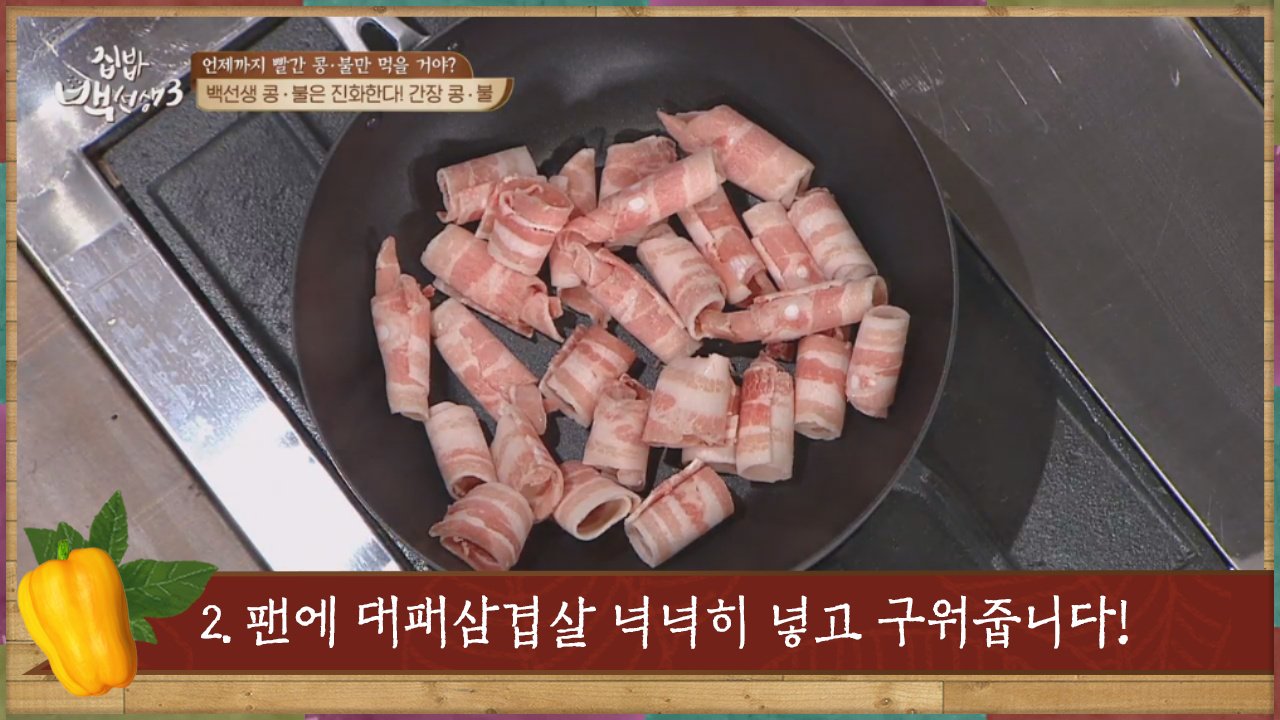 집밥
백선생3
언제까지 빨간 콩·불만 먹을 거야?
백선생 콩·불은 진화한다! 간장 콩·불
2. 팬에 대패삼겹살 넉넉히 넣고 구워줍니다!